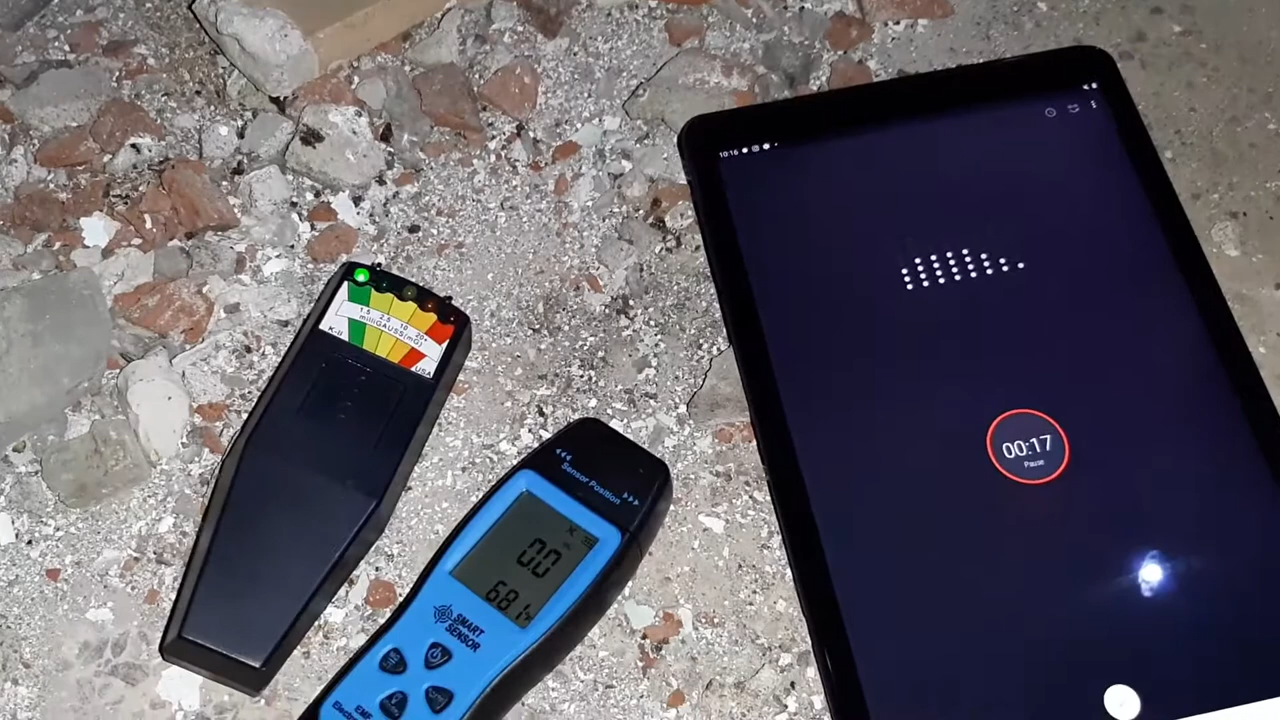 10:16
1.5 2.5 10 20+
milliGAUSS(mG)
K-II
USA
Sensor Position
0.0
SMART
SENSOR
EMF
00:17
Pause